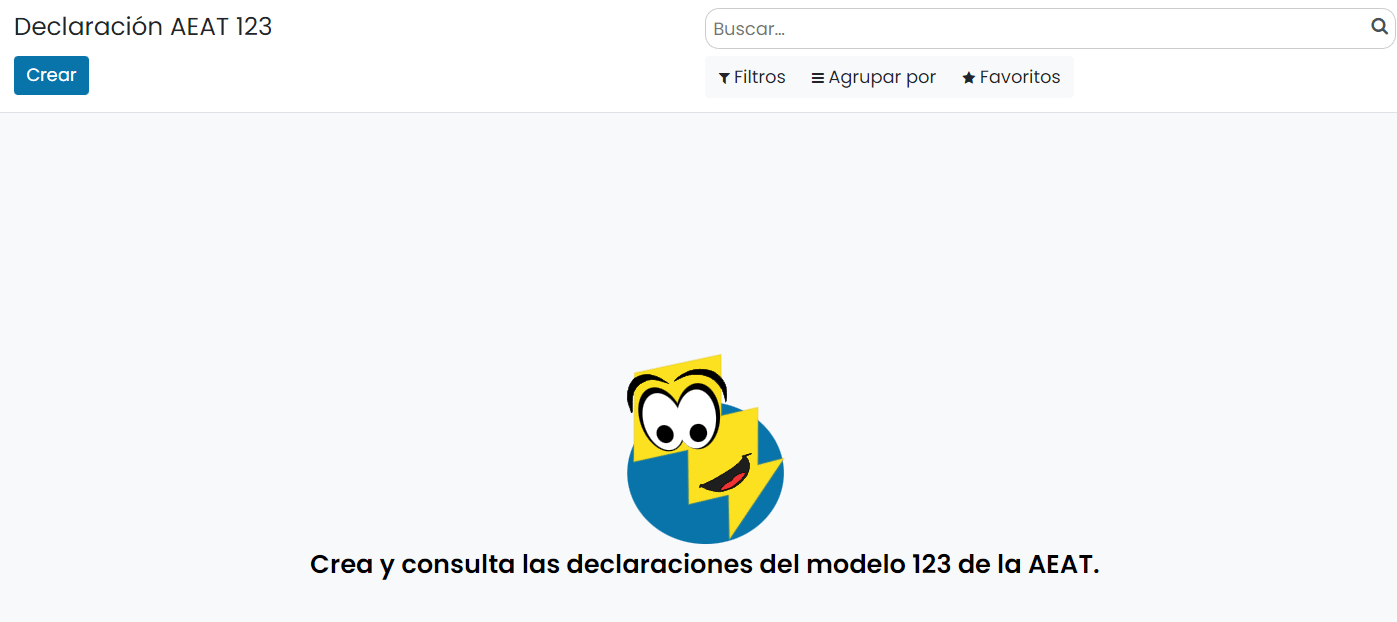 Declaración AEAT 123
Buscar...
Crear
Filtros
Agrupar por
Favoritos
Crea y consulta las declaraciones del modelo 123 de la AEAT.